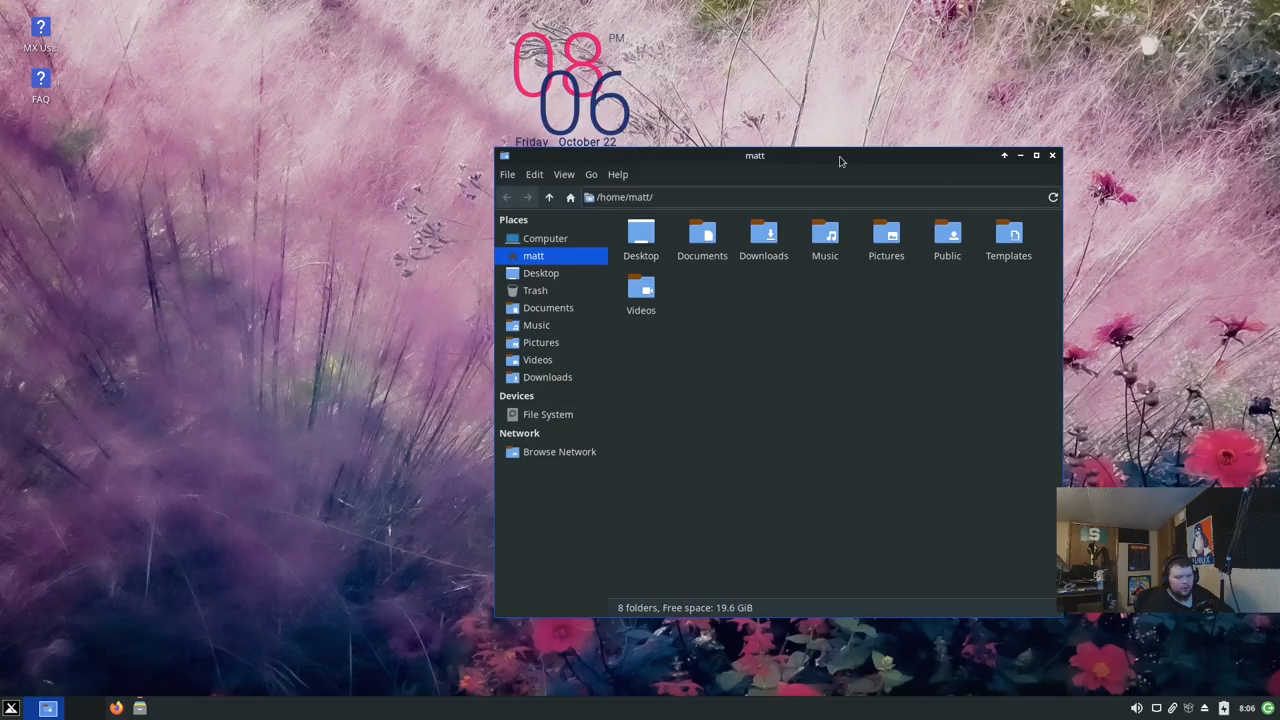 MX Us...
FAQ
08
PM
06
Friday October 22
matt
File Edit View Go Help
/home/matt/
Places
Computer
matt
Desktop
Trash
Documents
Music
Pictures
Videos
Downloads
Devices
File System
Network
Browse Network
Desktop Documents Downloads Music Pictures Public Templates
Videos
8 folders, Free space: 19.6 GiB
8:06